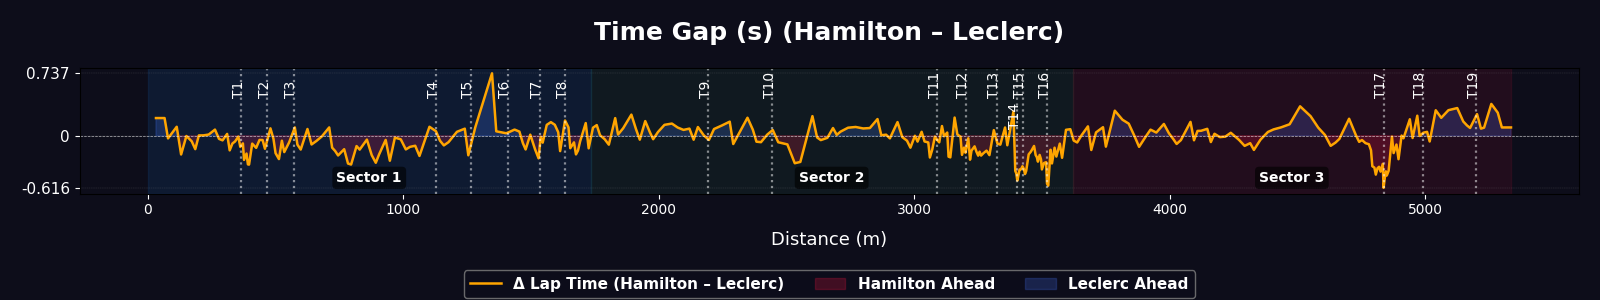 Time Gap (s) (Hamilton – Leclerc)
0.737
0
-0.616
T1
T2
T3
T4
T5
T6
T7
T8
T9
T10
T11
T12
T13
T14
T15
T16
T17
T18
T19
Sector 1
Sector 2
Sector 3
0 1000 2000 3000 4000 5000
Distance (m)
Δ Lap Time (Hamilton – Leclerc) Hamilton Ahead Leclerc Ahead